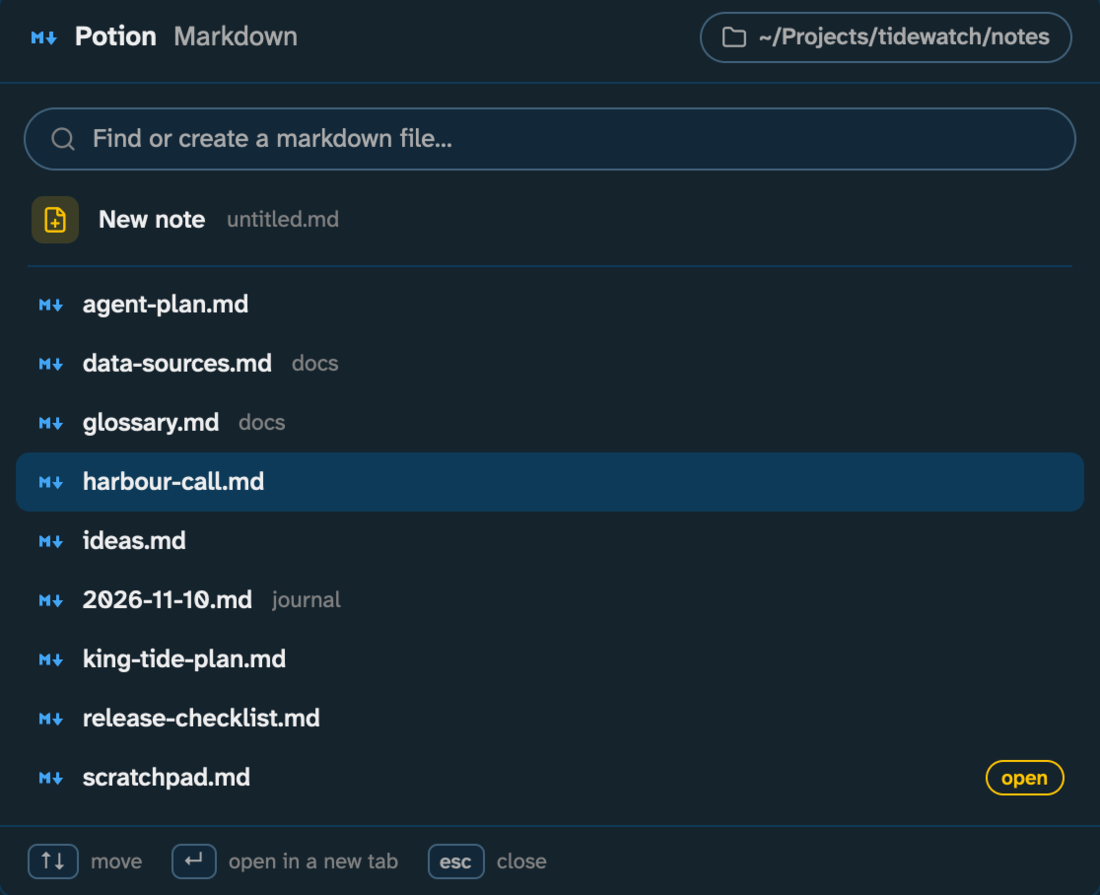 M↓ Potion Markdown ~/Projects/tidewatch/notes
Find or create a markdown file...
New note untitled.md
M↓ agent-plan.md
M↓ data-sources.md docs
M↓ glossary.md docs
M↓ harbour-call.md
M↓ ideas.md
M↓ 2026-11-10.md journal
M↓ king-tide-plan.md
M↓ release-checklist.md
M↓ scratchpad.md open
↑↓ move ↵ open in a new tab esc close